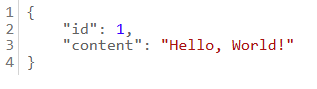 1 {
2     "id": 1,
3     "content": "Hello, World!"
4 }